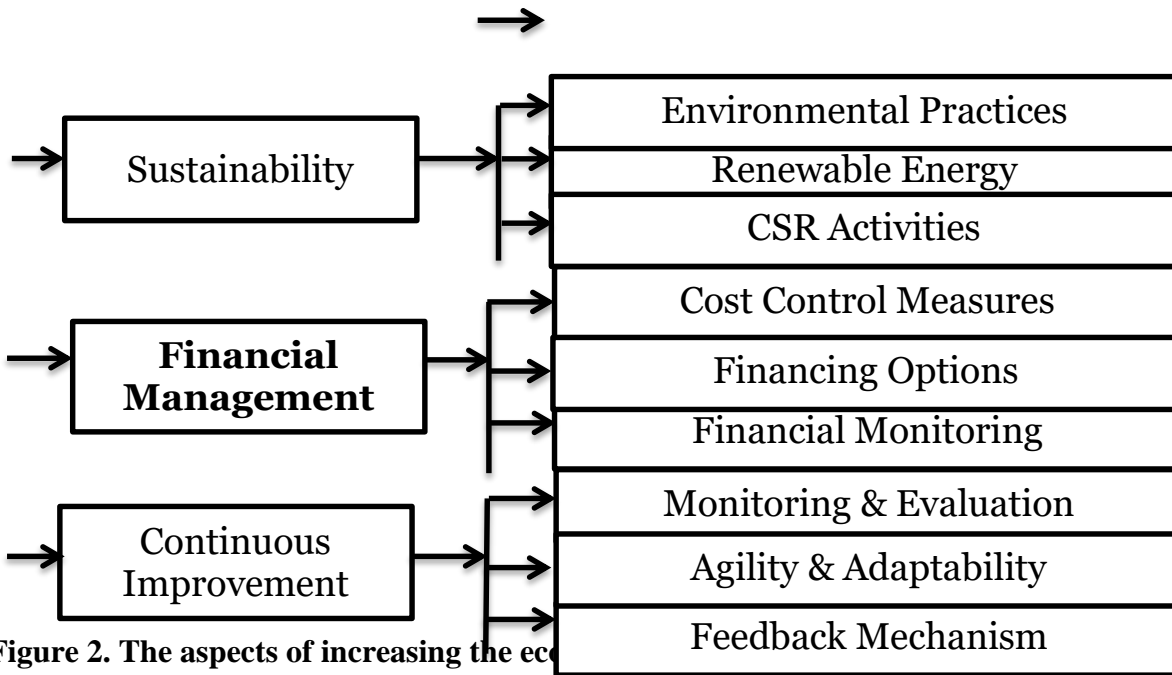 Environmental Practices
Sustainability
Renewable Energy
CSR Activities
Cost Control Measures
Financial
Management
Financing Options
Financial Monitoring
Monitoring & Evaluation
Continuous
Improvement
Agility & Adaptability
Feedback Mechanism
Figure 2. The aspects of increasing the